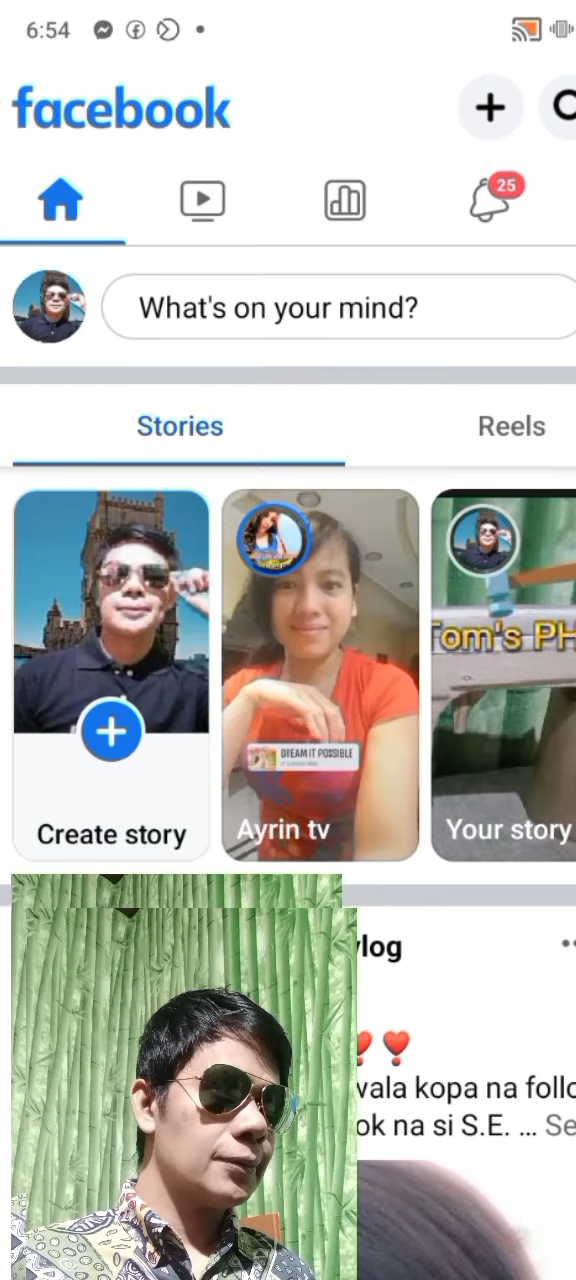 6:54
facebook
25
What's on your mind?
Stories
Reels
Tom's PH
DREAM IT POSSIBLE
Create story
Ayrin tv
Your story
vlog
wala kopa na follo
ok na si S.E. ... Se